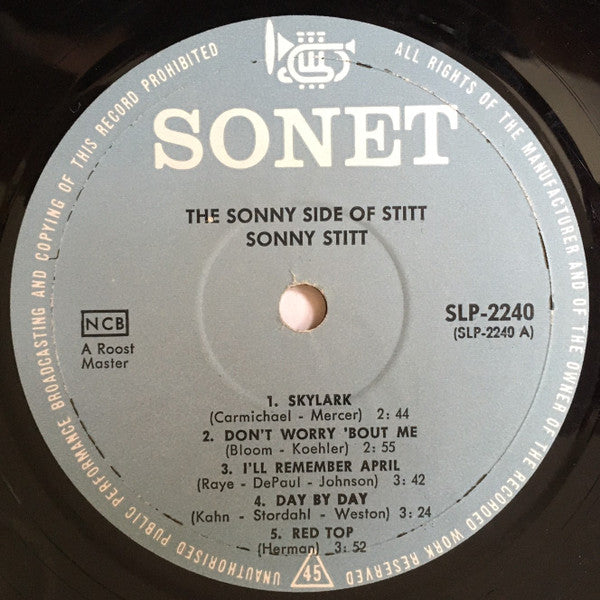 SONET
THE SONNY SIDE OF STITT
SONNY STITT
NCB
A Roost
Master
SLP-2240
(SLP-2240 A)
1. SKYLARK
(Carmichael - Mercer) 2:44
2. DON'T WORRY 'BOUT ME
(Bloom - Koehler) 2:55
3. I'LL REMEMBER APRIL
(Raye - DePaul - Johnson) 3:42
4. DAY BY DAY
(Kahn - Stordahl - Weston) 3:24
5. RED TOP
(Herman) 3:52
45
ALL RIGHTS OF THE MANUFACTURER AND OF THE OWNER OF THE RECORDED WORK RESERVED
UNAUTHORISED PUBLIC PERFORMANCE BROADCASTING AND COPYING OF THIS RECORD PROHIBITED